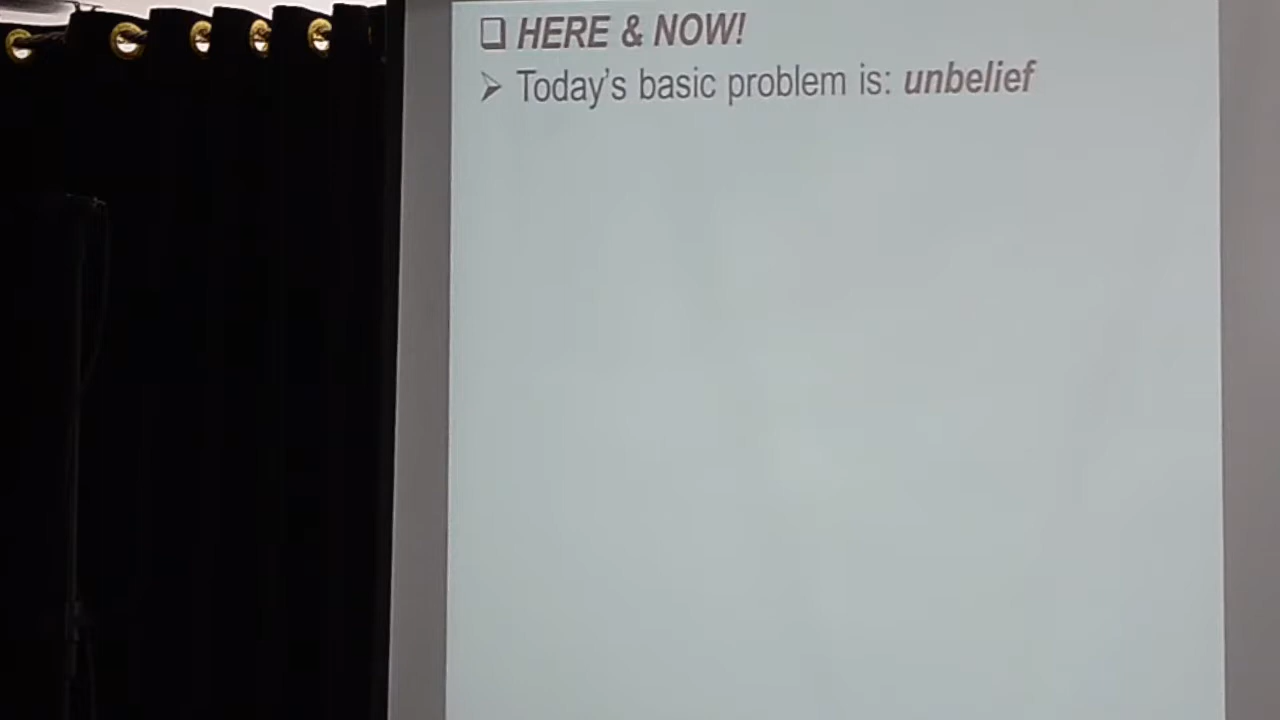 ❑ HERE & NOW!
➢ Today's basic problem is: unbelief